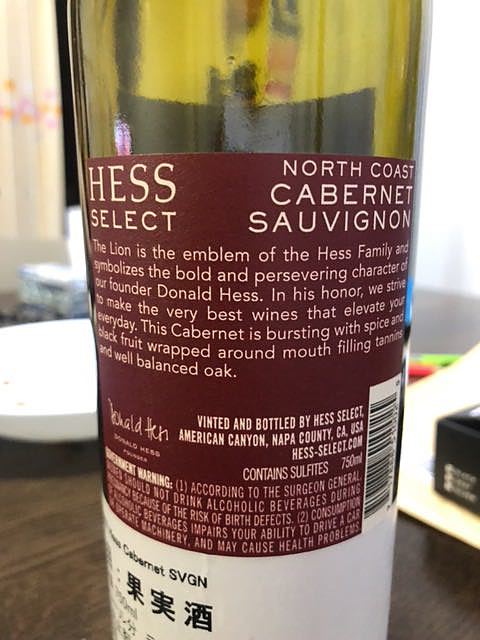 HESS
SELECT
NORTH COAST
CABERNET
SAUVIGNON
The Lion is the emblem of the Hess Family and
symbolizes the bold and persevering character of
our founder Donald Hess. In his honor, we strive
to make the very best wines that elevate your
everyday. This Cabernet is bursting with spice and
black fruit wrapped around mouth filling tannins
and well balanced oak.
Donald Hess
DONALD HESS
FOUNDER
VINTED AND BOTTLED BY HESS SELECT,
AMERICAN CANYON, NAPA COUNTY, CA, USA
HESS-SELECT.COM
CONTAINS SULFITES 750ml
GOVERNMENT WARNING: (1) ACCORDING TO THE SURGEON GENERAL,
SHOULD NOT DRINK ALCOHOLIC BEVERAGES DURING
BECAUSE OF THE RISK OF BIRTH DEFECTS. (2) CONSUMPTION
BEVERAGES IMPAIRS YOUR ABILITY TO DRIVE A CAR
MACHINERY, AND MAY CAUSE HEALTH PROBLEMS
Cabernet SVGN
果実酒